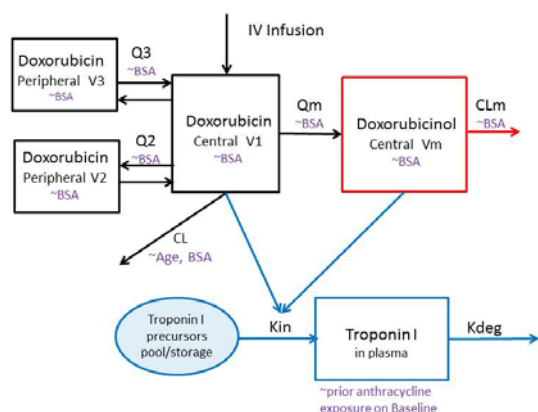 IV Infusion
Doxorubicin
Peripheral V3
~BSA
Q3
~BSA
Doxorubicin
Central V1
~BSA
Qm
~BSA
Doxorubicinol
Central Vm
~BSA
CLm
~BSA
Doxorubicin
Peripheral V2
~BSA
Q2
~BSA
CL
~Age, BSA
Troponin I
precursors
pool/storage
Kin
Troponin I
in plasma
Kdeg
~prior anthracycline
exposure on Baseline